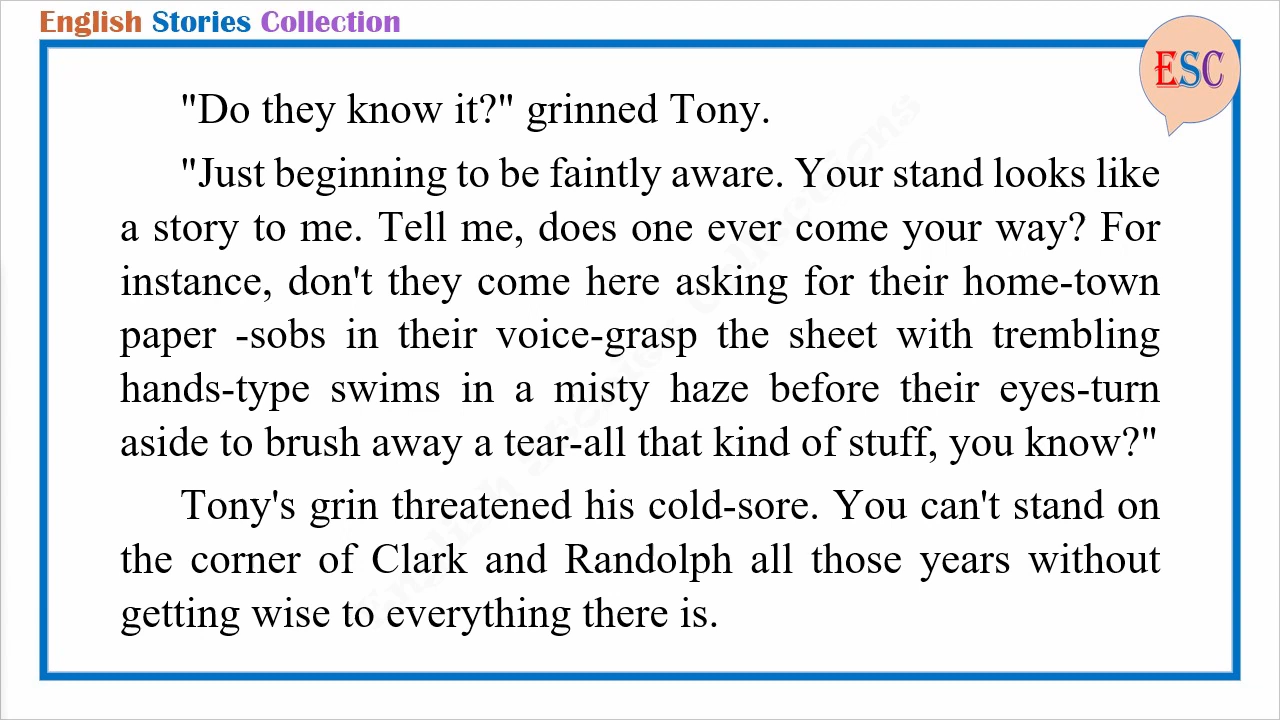 English Stories Collection
ESC
"Do they know it?" grinned Tony.
"Just beginning to be faintly aware. Your stand looks like
a story to me. Tell me, does one ever come your way? For
instance, don't they come here asking for their home-town
paper -sobs in their voice-grasp the sheet with trembling
hands-type swims in a misty haze before their eyes-turn
aside to brush away a tear-all that kind of stuff, you know?"
Tony's grin threatened his cold-sore. You can't stand on
the corner of Clark and Randolph all those years without
getting wise to everything there is.